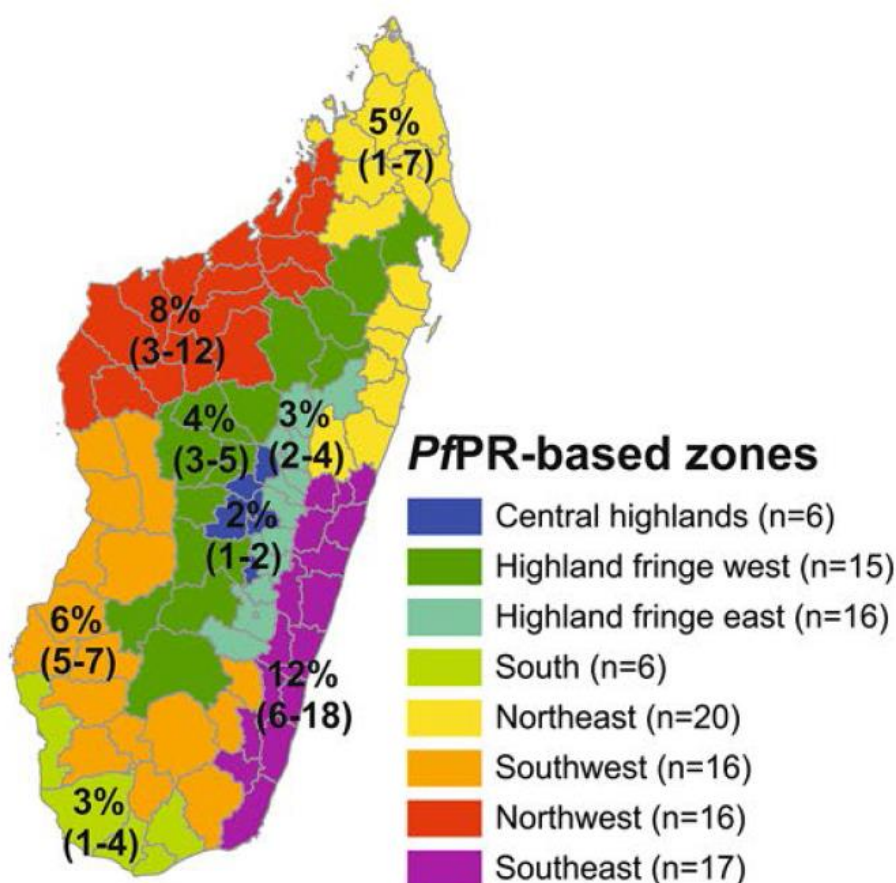 5%
(1-7)
8%
(3-12)
4%
(3-5)
3%
(2-4)
2%
(1-2)
6%
(5-7)
12%
(6-18)
3%
(1-4)
PfPR-based zones
Central highlands (n=6)
Highland fringe west (n=15)
Highland fringe east (n=16)
South (n=6)
Northeast (n=20)
Southwest (n=16)
Northwest (n=16)
Southeast (n=17)